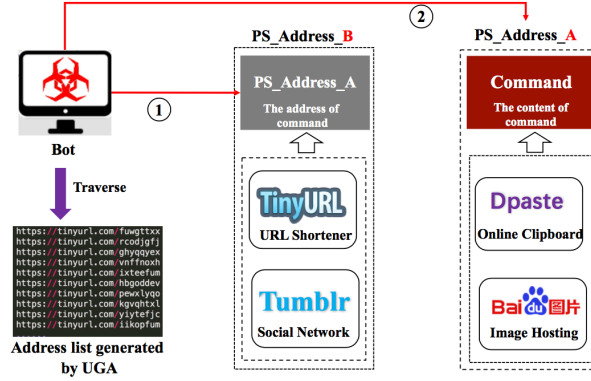 2
PS_Address_B
PS_Address_A
PS_Address_A
The address of
command
Command
The content of
command
1
Bot
Traverse
TinyURL
URL Shortener
Dpaste
Online Clipboard
https://tinyurl.com/fuwgttxx
https://tinyurl.com/rcodjgfj
https://tinyurl.com/ghyqqyex
https://tinyurl.com/vnffnoxh
https://tinyurl.com/ixteefum
https://tinyurl.com/hbgoddev
https://tinyurl.com/pewxlyqo
https://tinyurl.com/kgvqhtxl
https://tinyurl.com/yiytefjc
https://tinyurl.com/iikopfum
Tumblr
Social Network
Bai du 图片
Image Hosting
Address list generated
by UGA